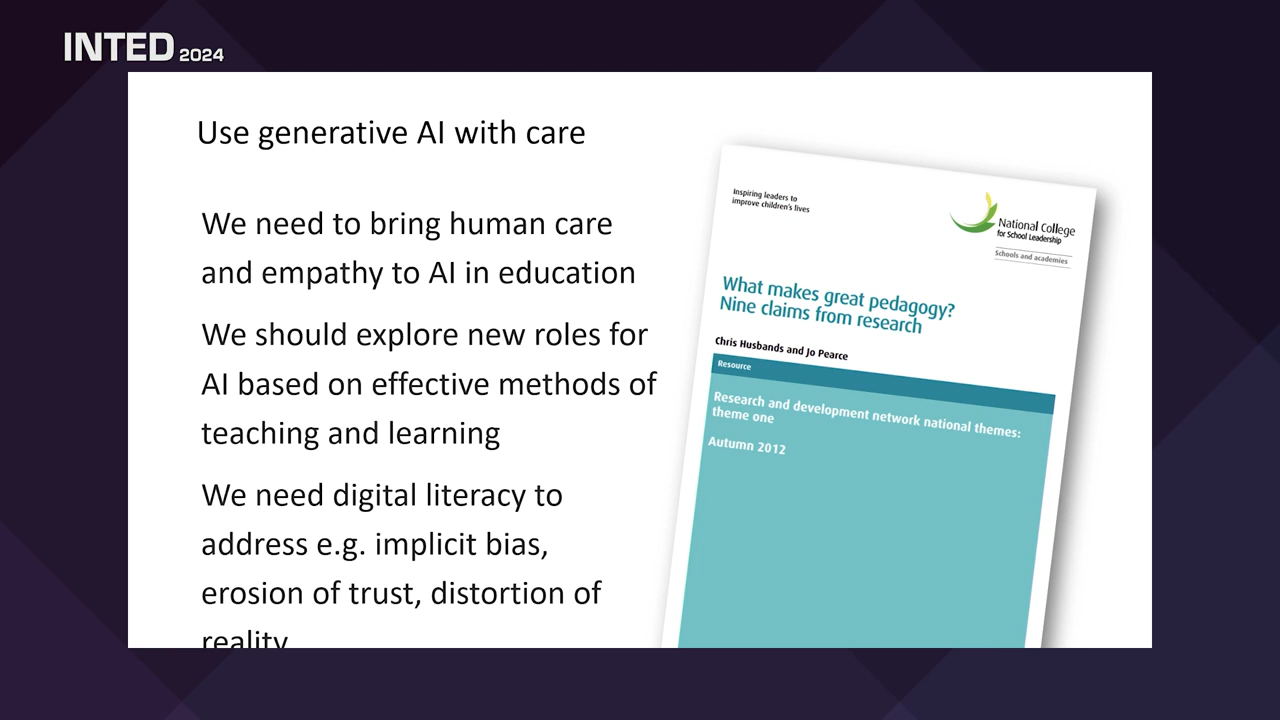 INTED 2024
Use generative AI with care
We need to bring human care
and empathy to AI in education
We should explore new roles for
AI based on effective methods of
teaching and learning
We need digital literacy to
address e.g. implicit bias,
erosion of trust, distortion of
reality
Inspiring leaders to
improve children's lives
National College
for School Leadership
Schools and academies
What makes great pedagogy?
Nine claims from research
Chris Husbands and Jo Pearce
Resource
Research and development network national themes:
theme one
Autumn 2012